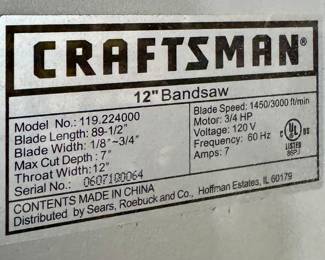 CRAFTSMAN®
12" Bandsaw
Model No.: 119.224000
Blade Length: 89-1/2"
Blade Width: 1/8"~3/4"
Max Cut Depth: 7"
Throat Width: 12"
Serial No.: 0607100064
Blade Speed: 1450/3000 ft/min
Motor: 3/4 HP
Voltage: 120 V
Frequency: 60 Hz
Amps: 7
C UL US
LISTED
CONTENTS MADE IN CHINA
Distributed by Sears, Roebuck and Co., Hoffman Estates, IL 60179